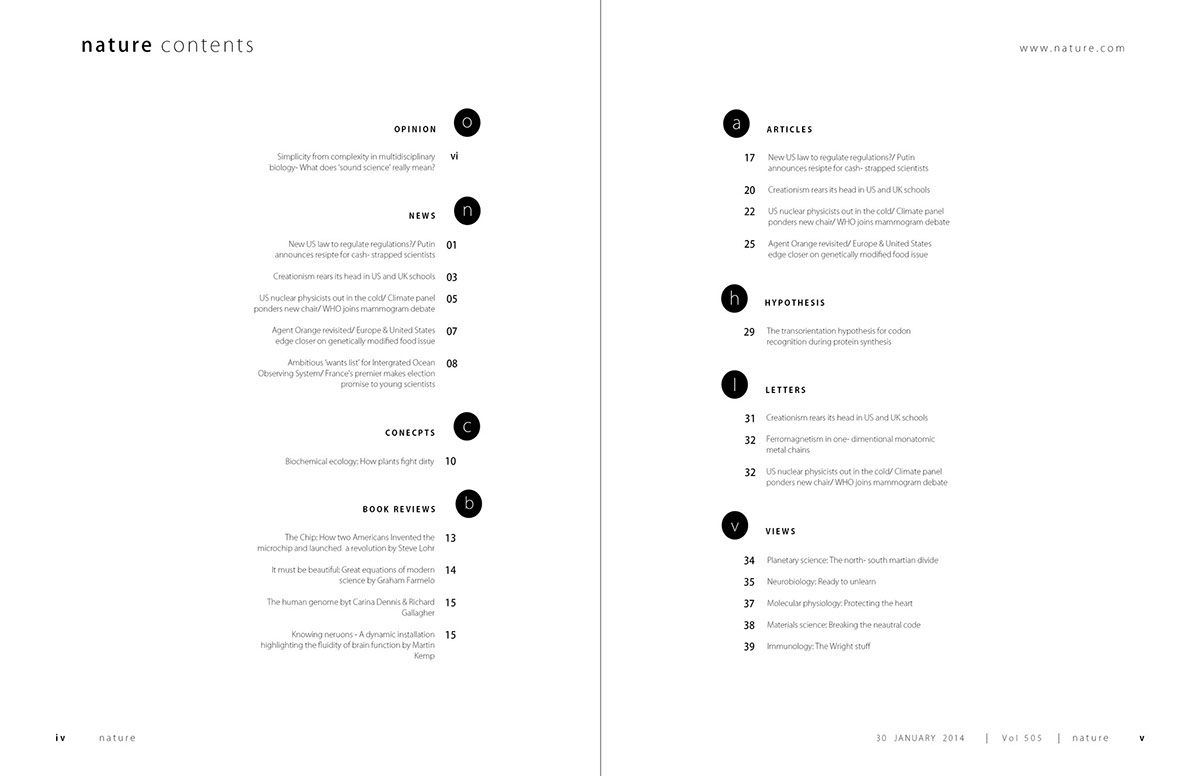 nature contents
OPINION
o
Simplicity from complexity in multidisciplinary
biology- What does 'sound science' really mean?
vi
NEWS
n
New US law to regulate regulations?/ Putin
announces resipte for cash- strapped scientists
01
Creationism rears its head in US and UK schools
03
US nuclear physicists out in the cold/ Climate panel
ponders new chair/ WHO joins mammogram debate
05
Agent Orange revisited/ Europe & United States
edge closer on genetically modified food issue
07
Ambitious 'wants list' for Intergrated Ocean
Observing System/ France's premier makes election
promise to young scientists
08
CONECPTS
c
Biochemical ecology: How plants fight dirty
10
BOOK REVIEWS
b
The Chip: How two Americans Invented the
microchip and launched a revolution by Steve Lohr
13
It must be beautiful: Great equations of modern
science by Graham Farmelo
14
The human genome byt Carina Dennis & Richard
Gallagher
15
Knowing neruons - A dynamic installation
highlighting the fluidity of brain function by Martin
Kemp
15
iv nature
www.nature.com
a
ARTICLES
17 New US law to regulate regulations?/ Putin
announces resipte for cash- strapped scientists
20 Creationism rears its head in US and UK schools
22 US nuclear physicists out in the cold/ Climate panel
ponders new chair/ WHO joins mammogram debate
25 Agent Orange revisited/ Europe & United States
edge closer on genetically modified food issue
h
HYPOTHESIS
29 The transorientation hypothesis for codon
recognition during protein synthesis
l
LETTERS
31 Creationism rears its head in US and UK schools
32 Ferromagnetism in one- dimentional monatomic
metal chains
32 US nuclear physicists out in the cold/ Climate panel
ponders new chair/ WHO joins mammogram debate
v
VIEWS
34 Planetary science: The north- south martian divide
35 Neurobiology: Ready to unlearn
37 Molecular physiology: Protecting the heart
38 Materials science: Breaking the neautral code
39 Immunology: The Wright stuff
30 JANUARY 2014 | Vol 505 | nature v